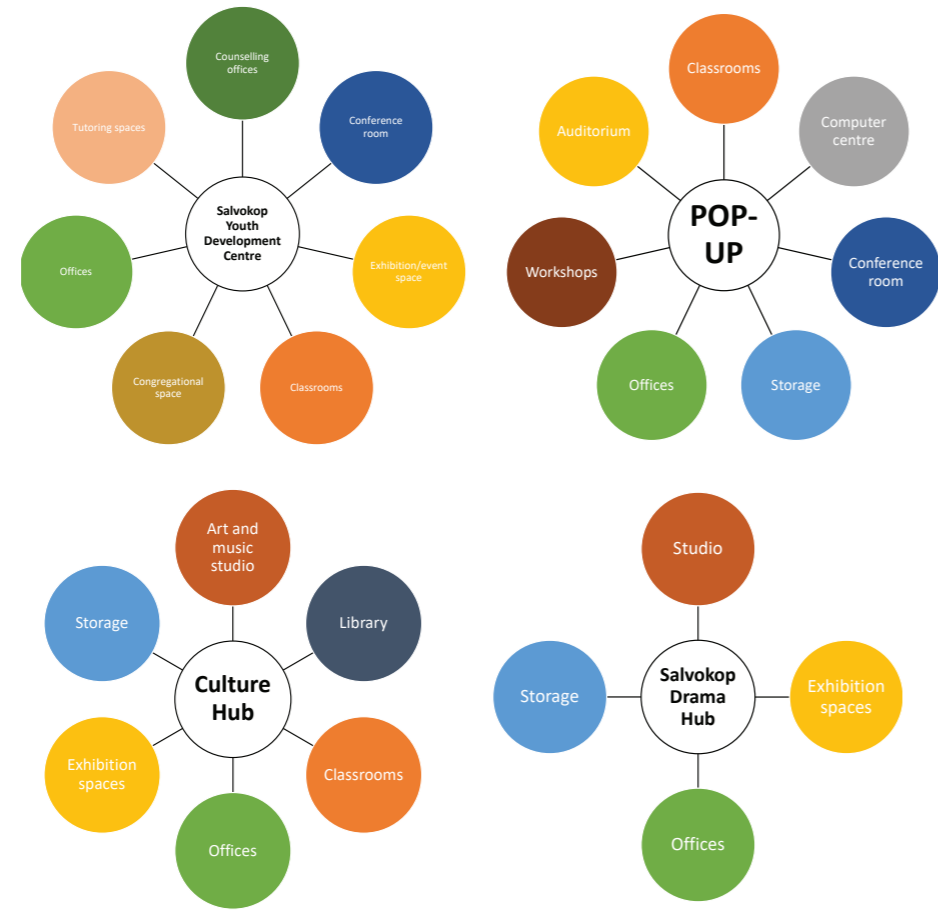 Counselling
offices
Conference
room
Exhibition/event
space
Classrooms
Congregational
space
Offices
Tutoring spaces
Salvokop
Youth
Development
Centre
Classrooms
Computer
centre
Conference
room
Storage
Offices
Workshops
Auditorium
POP-
UP
Art and
music
studio
Library
Classrooms
Offices
Exhibition
spaces
Storage
Culture
Hub
Studio
Exhibition
spaces
Offices
Storage
Salvokop
Drama
Hub